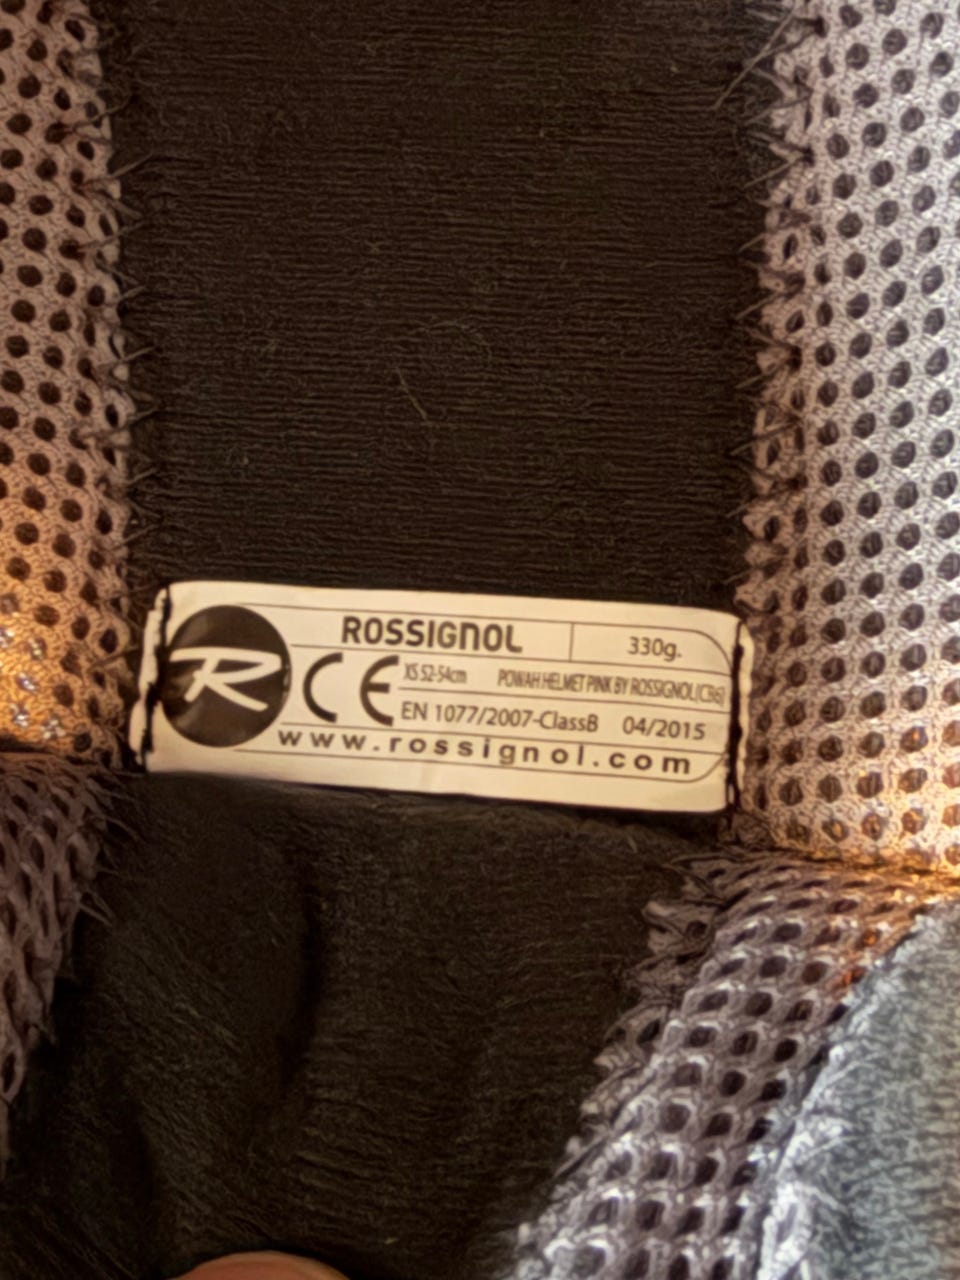 ROSSIGNOL 330g.
R CE XS 52-54cm POWAH HELMET PINK BY ROSSIGNOL(CB6)
EN 1077/2007-ClassB 04/2015
www.rossignol.com